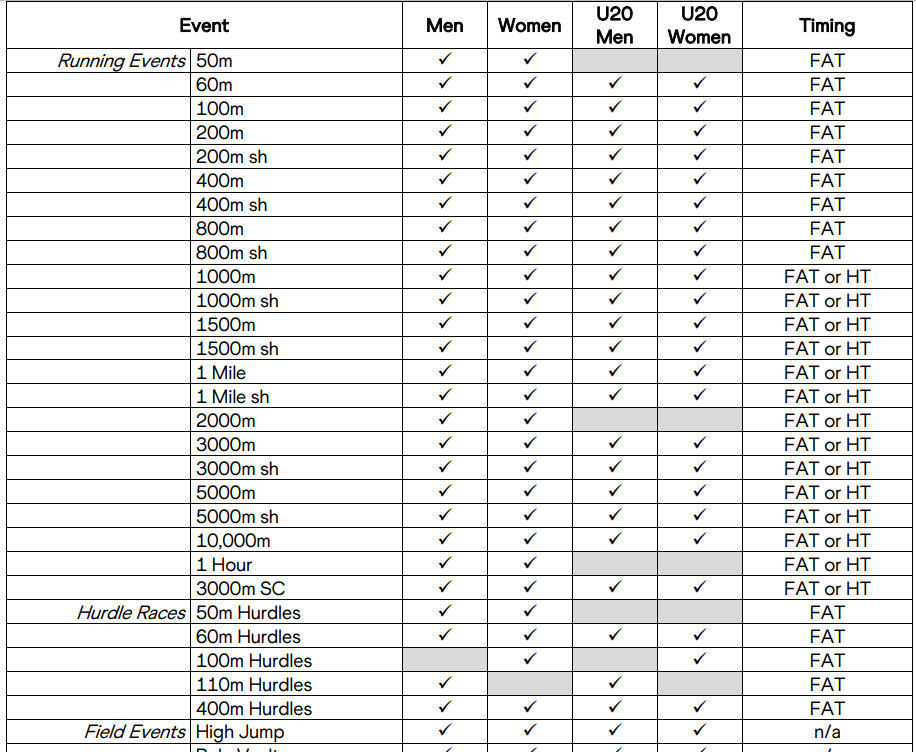 Event Men Women U20 Men U20 Women Timing
Running Events 50m ✓ ✓ FAT
60m ✓ ✓ ✓ ✓ FAT
100m ✓ ✓ ✓ ✓ FAT
200m ✓ ✓ ✓ ✓ FAT
200m sh ✓ ✓ ✓ ✓ FAT
400m ✓ ✓ ✓ ✓ FAT
400m sh ✓ ✓ ✓ ✓ FAT
800m ✓ ✓ ✓ ✓ FAT
800m sh ✓ ✓ ✓ ✓ FAT
1000m ✓ ✓ ✓ ✓ FAT or HT
1000m sh ✓ ✓ ✓ ✓ FAT or HT
1500m ✓ ✓ ✓ ✓ FAT or HT
1500m sh ✓ ✓ ✓ ✓ FAT or HT
1 Mile ✓ ✓ ✓ ✓ FAT or HT
1 Mile sh ✓ ✓ ✓ ✓ FAT or HT
2000m ✓ ✓ FAT or HT
3000m ✓ ✓ ✓ ✓ FAT or HT
3000m sh ✓ ✓ ✓ ✓ FAT or HT
5000m ✓ ✓ ✓ ✓ FAT or HT
5000m sh ✓ ✓ ✓ ✓ FAT or HT
10,000m ✓ ✓ ✓ ✓ FAT or HT
1 Hour ✓ ✓ FAT or HT
3000m SC ✓ ✓ ✓ ✓ FAT or HT
Hurdle Races 50m Hurdles ✓ ✓ FAT
60m Hurdles ✓ ✓ ✓ ✓ FAT
100m Hurdles ✓ ✓ FAT
110m Hurdles ✓ ✓ FAT
400m Hurdles ✓ ✓ ✓ ✓ FAT
Field Events High Jump ✓ ✓ ✓ ✓ n/a